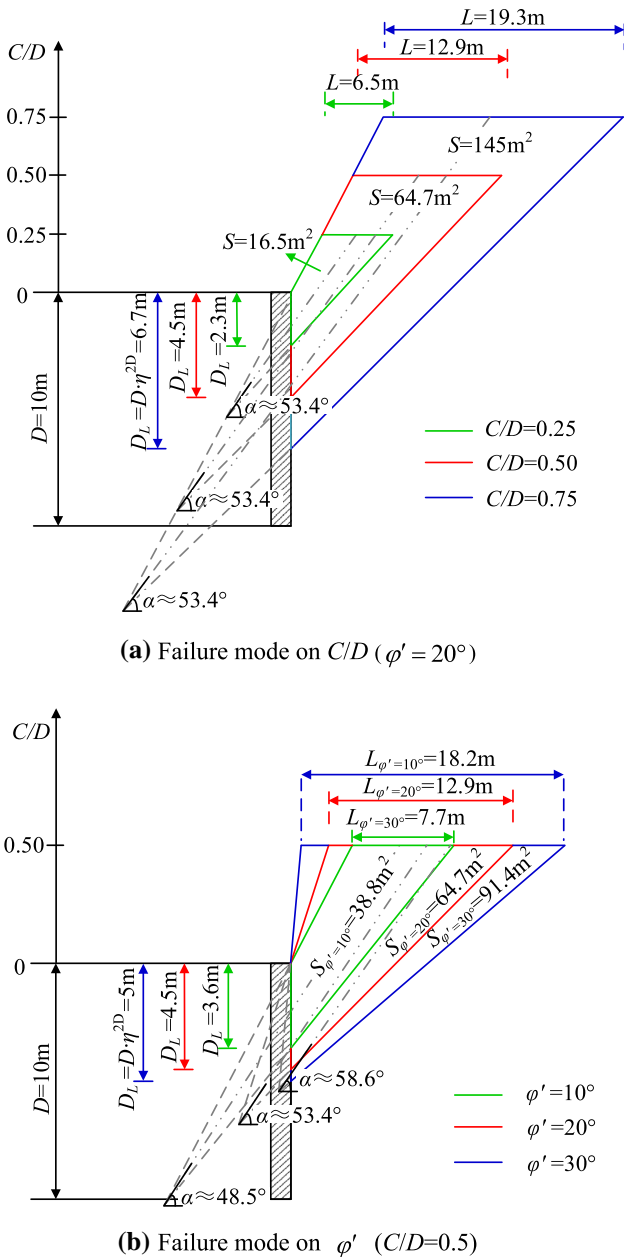 L=19.3m
C/D
L=12.9m
L=6.5m
0.75
S=145m²
0.50
S=64.7m²
0.25
S=16.5m²
0
D=10m
D_L=D·η²ᴰ=6.7m
D_L=4.5m
D_L=2.3m
α≈53.4°
C/D=0.25
C/D=0.50
α≈53.4°
C/D=0.75
α≈53.4°
(a) Failure mode on C/D (φ′=20°)
C/D
L_φ′=10°=18.2m
L_φ′=20°=12.9m
L_φ′=30°=7.7m
0.50
S_φ′=10°=38.8m²
S_φ′=20°=64.7m²
S_φ′=30°=91.4m²
0
D=10m
D_L=D·η²ᴰ=5m
D_L=4.5m
D_L=3.6m
α≈58.6°
α≈53.4°
φ′=10°
φ′=20°
α≈48.5°
φ′=30°
(b) Failure mode on φ′ (C/D=0.5)